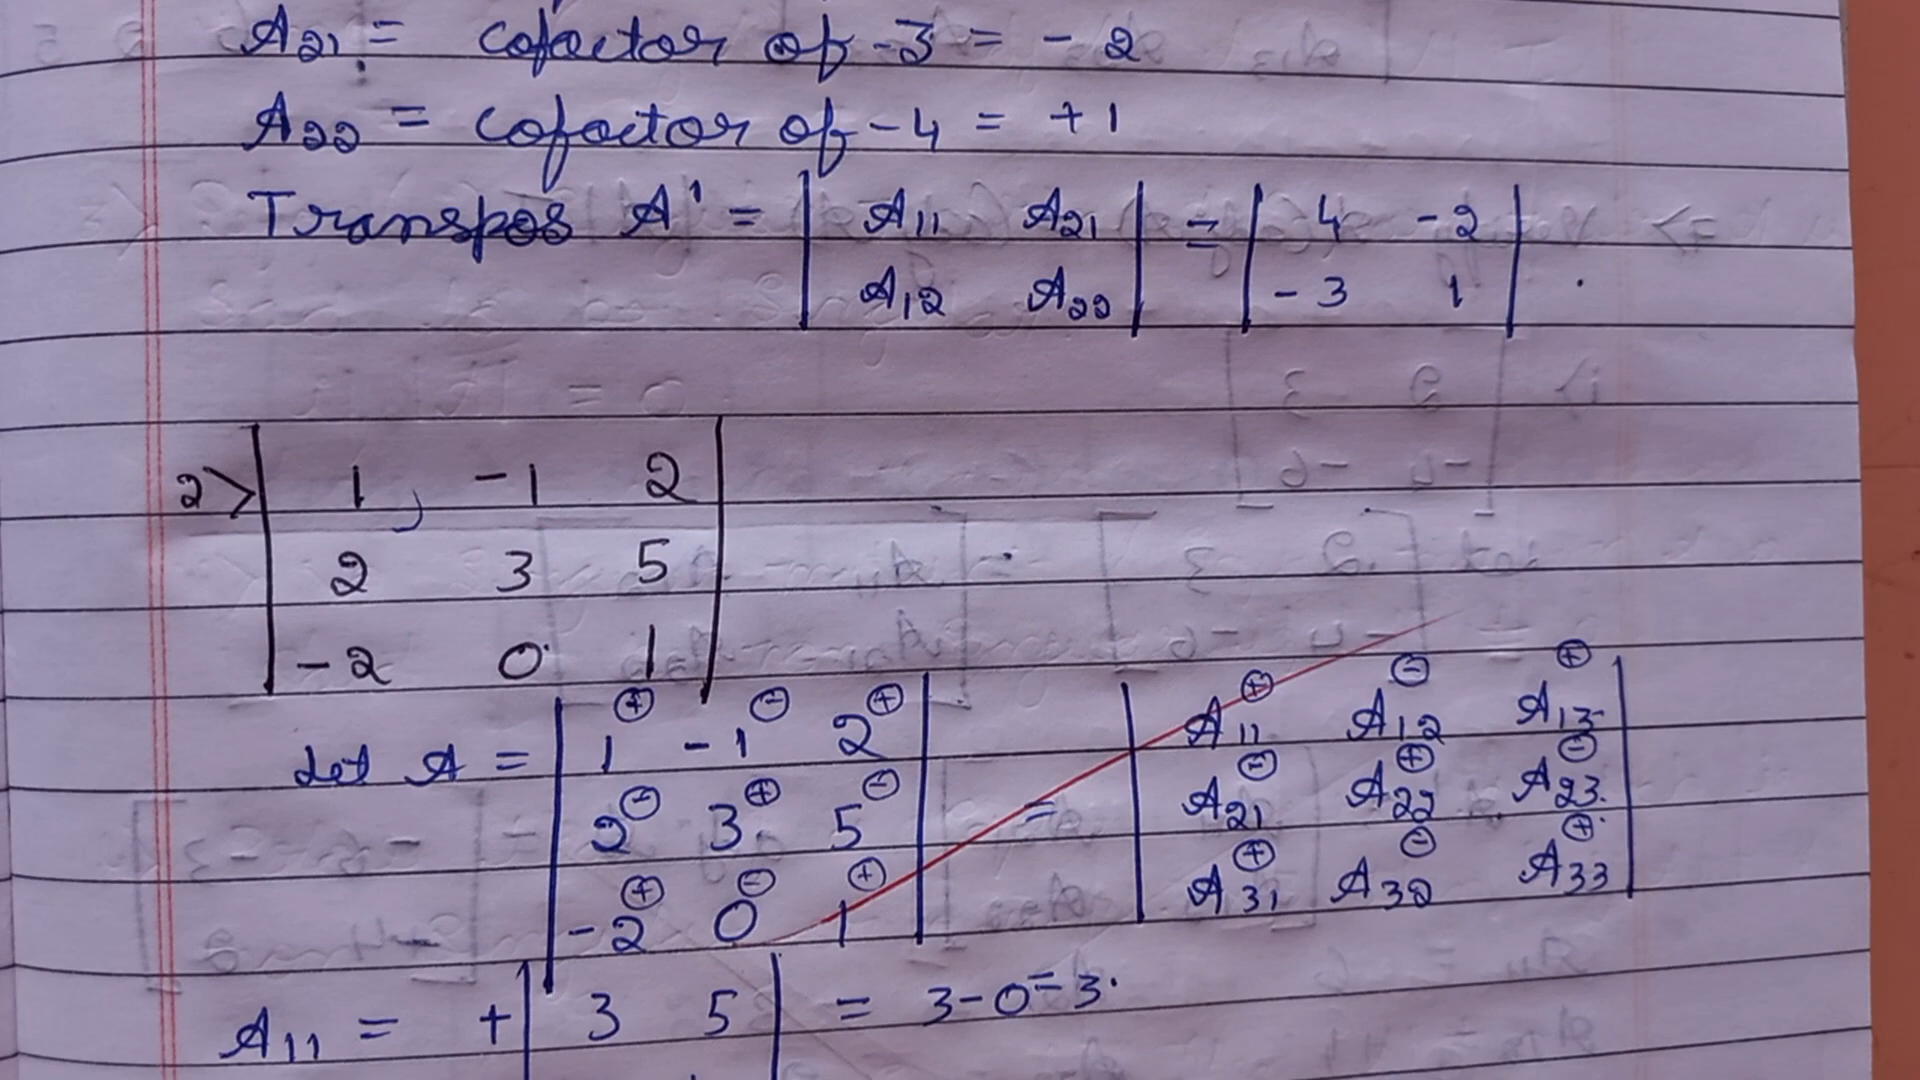 A21 = cofactor of -3 = - 2
A22 = cofactor of - 4 = + 1
Transpos A' = | A11 A21 | = | 4 -2 |
| A12 A22 | | -3 1 | .
2> | 1, -1 2 |
| 2 3 5 |
| -2 0 1 |
let A = | 1⊕ -1⊖ 2⊕ | = | A11⊕ A12⊖ A13⊕ |
| 2⊖ 3⊕ 5⊖ | | A21⊖ A22⊕ A23⊖ |
| -2⊕ 0⊖ 1⊕ | | A31⊕ A32⊖ A33⊕ |
A11 = + | 3 5 | = 3-0=3.